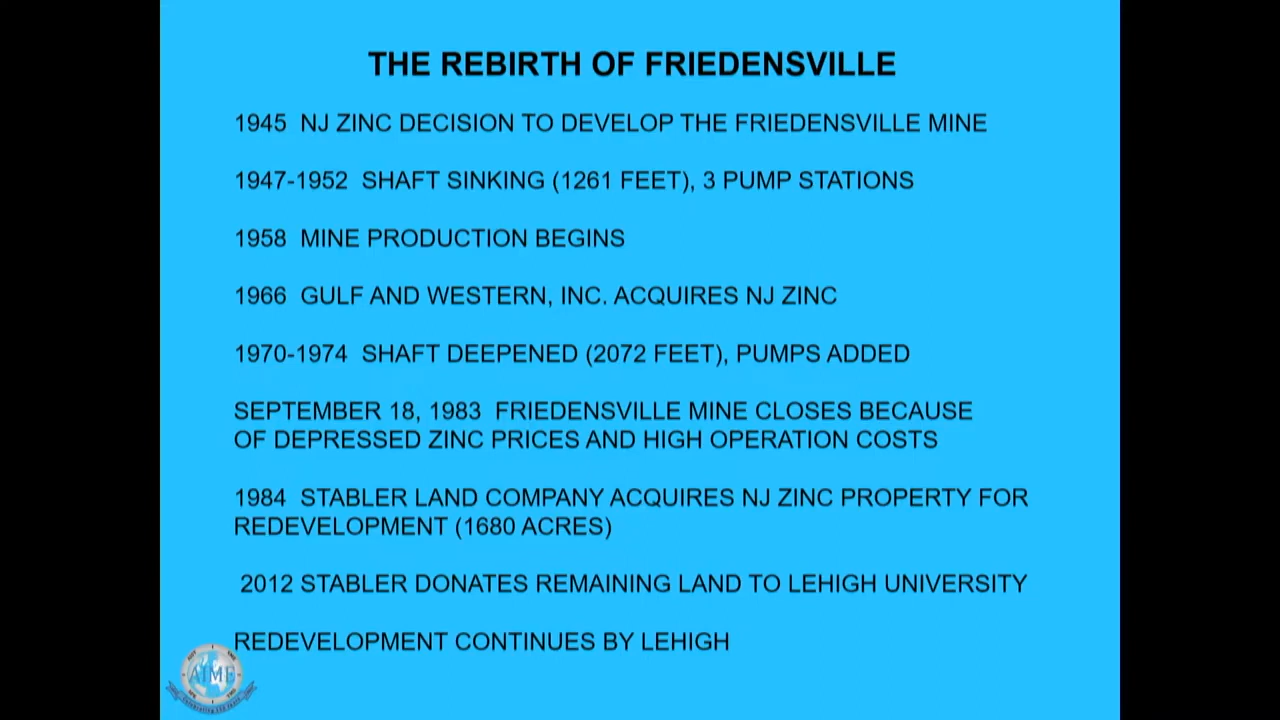 THE REBIRTH OF FRIEDENSVILLE
1945 NJ ZINC DECISION TO DEVELOP THE FRIEDENSVILLE MINE
1947-1952 SHAFT SINKING (1261 FEET), 3 PUMP STATIONS
1958 MINE PRODUCTION BEGINS
1966 GULF AND WESTERN, INC. ACQUIRES NJ ZINC
1970-1974 SHAFT DEEPENED (2072 FEET), PUMPS ADDED
SEPTEMBER 18, 1983 FRIEDENSVILLE MINE CLOSES BECAUSE
OF DEPRESSED ZINC PRICES AND HIGH OPERATION COSTS
1984 STABLER LAND COMPANY ACQUIRES NJ ZINC PROPERTY FOR
REDEVELOPMENT (1680 ACRES)
2012 STABLER DONATES REMAINING LAND TO LEHIGH UNIVERSITY
REDEVELOPMENT CONTINUES BY LEHIGH
AIME